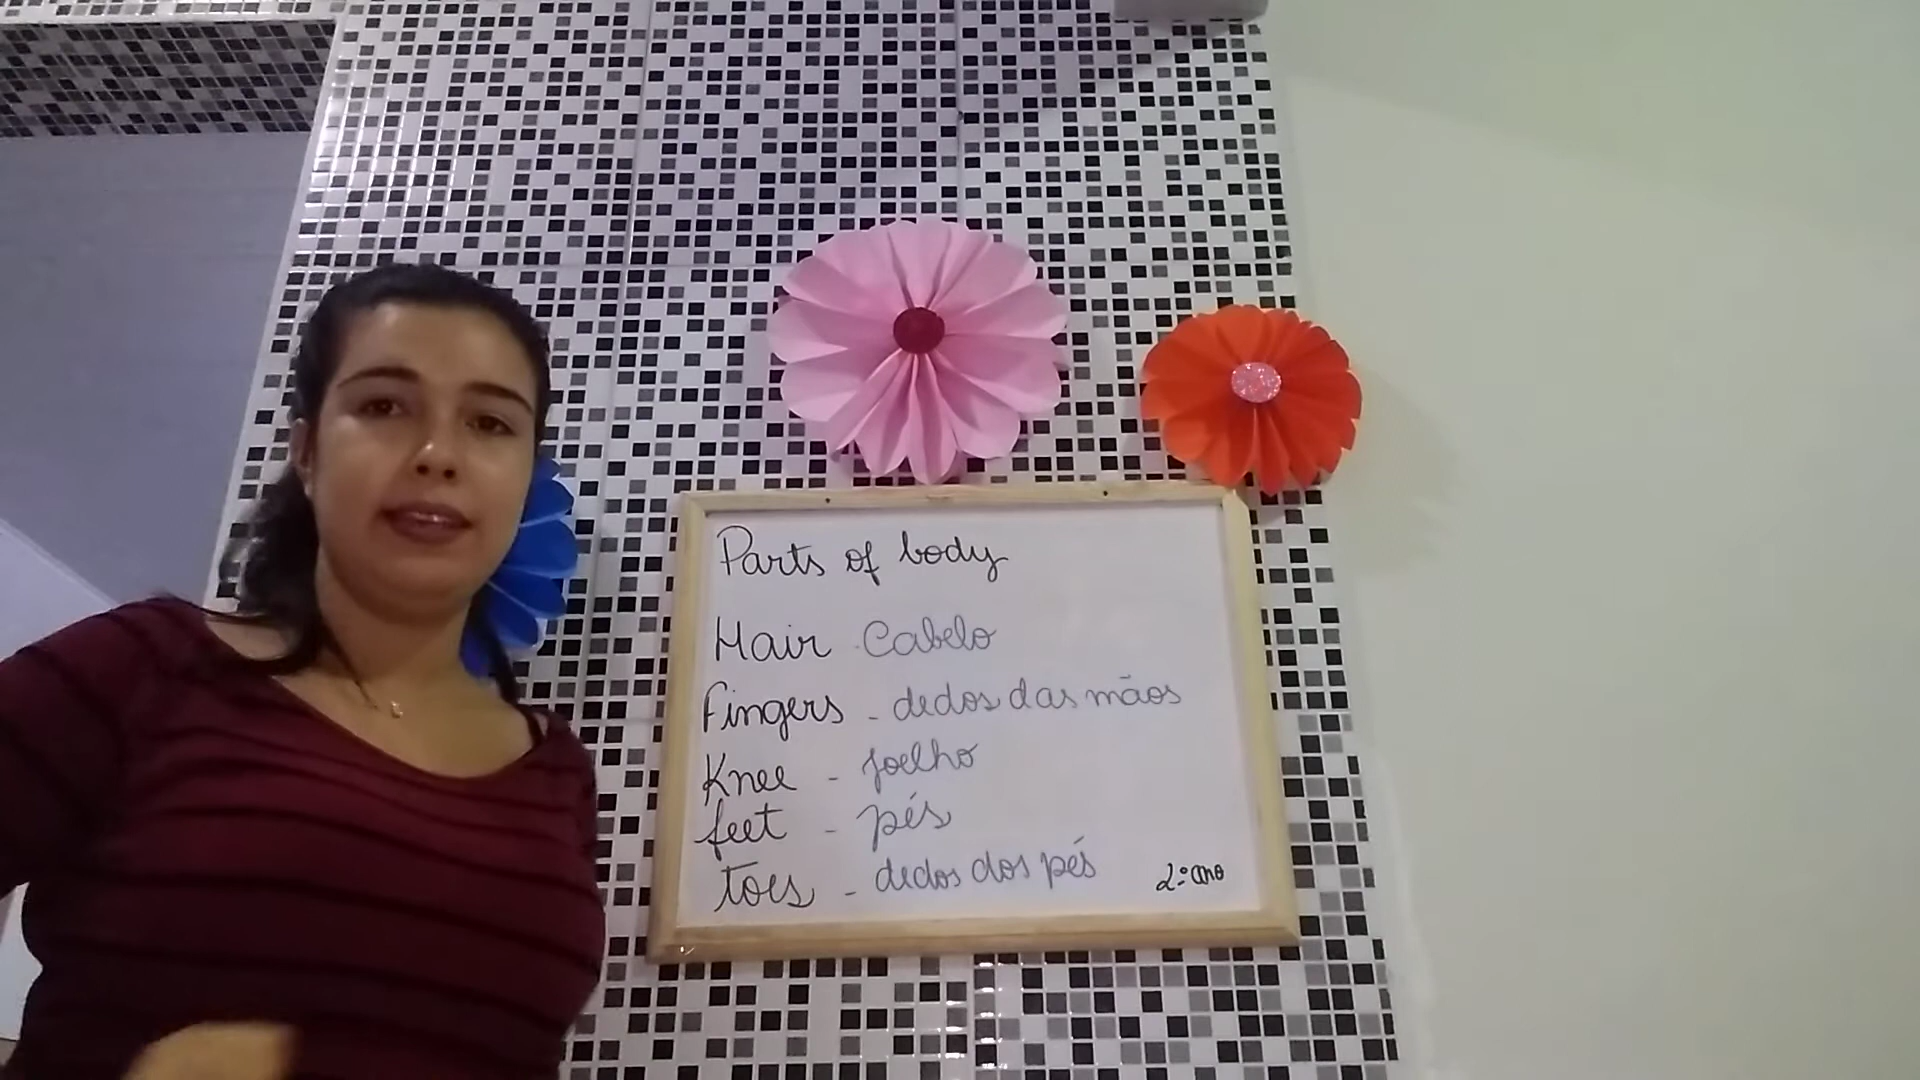 Parts of body
Hair - Cabelo
Fingers - dedos das mãos
Knee - joelho
feet - pés
toes - dedos dos pés
2º ano